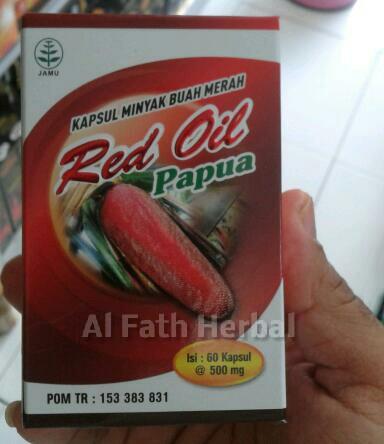 JAMU
KAPSUL MINYAK BUAH MERAH
Red Oil
Papua
Al Fath Herbal
Isi : 60 Kapsul
@ 500 mg
POM TR : 153 383 831